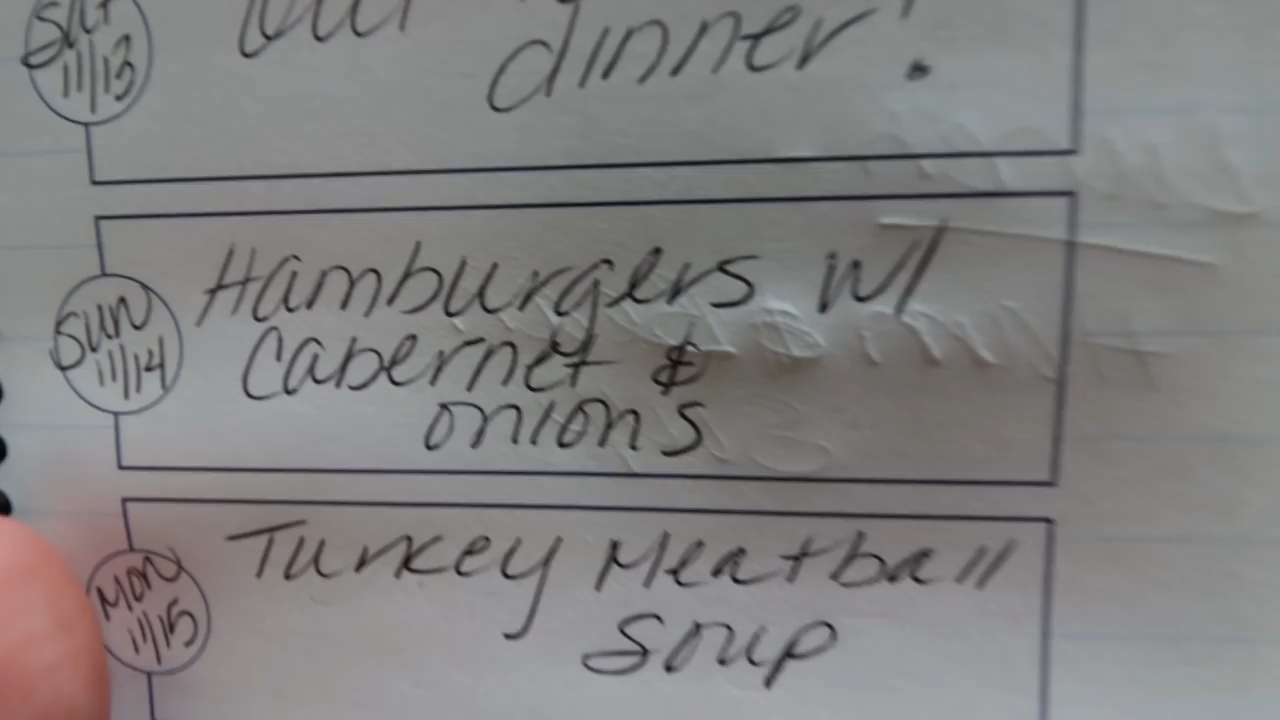 Sat
11/13
dinner!
Sun
11/14
Hamburgers w/
Cabernet &
onions
Mon
11/15
Turkey Meatball
Soup